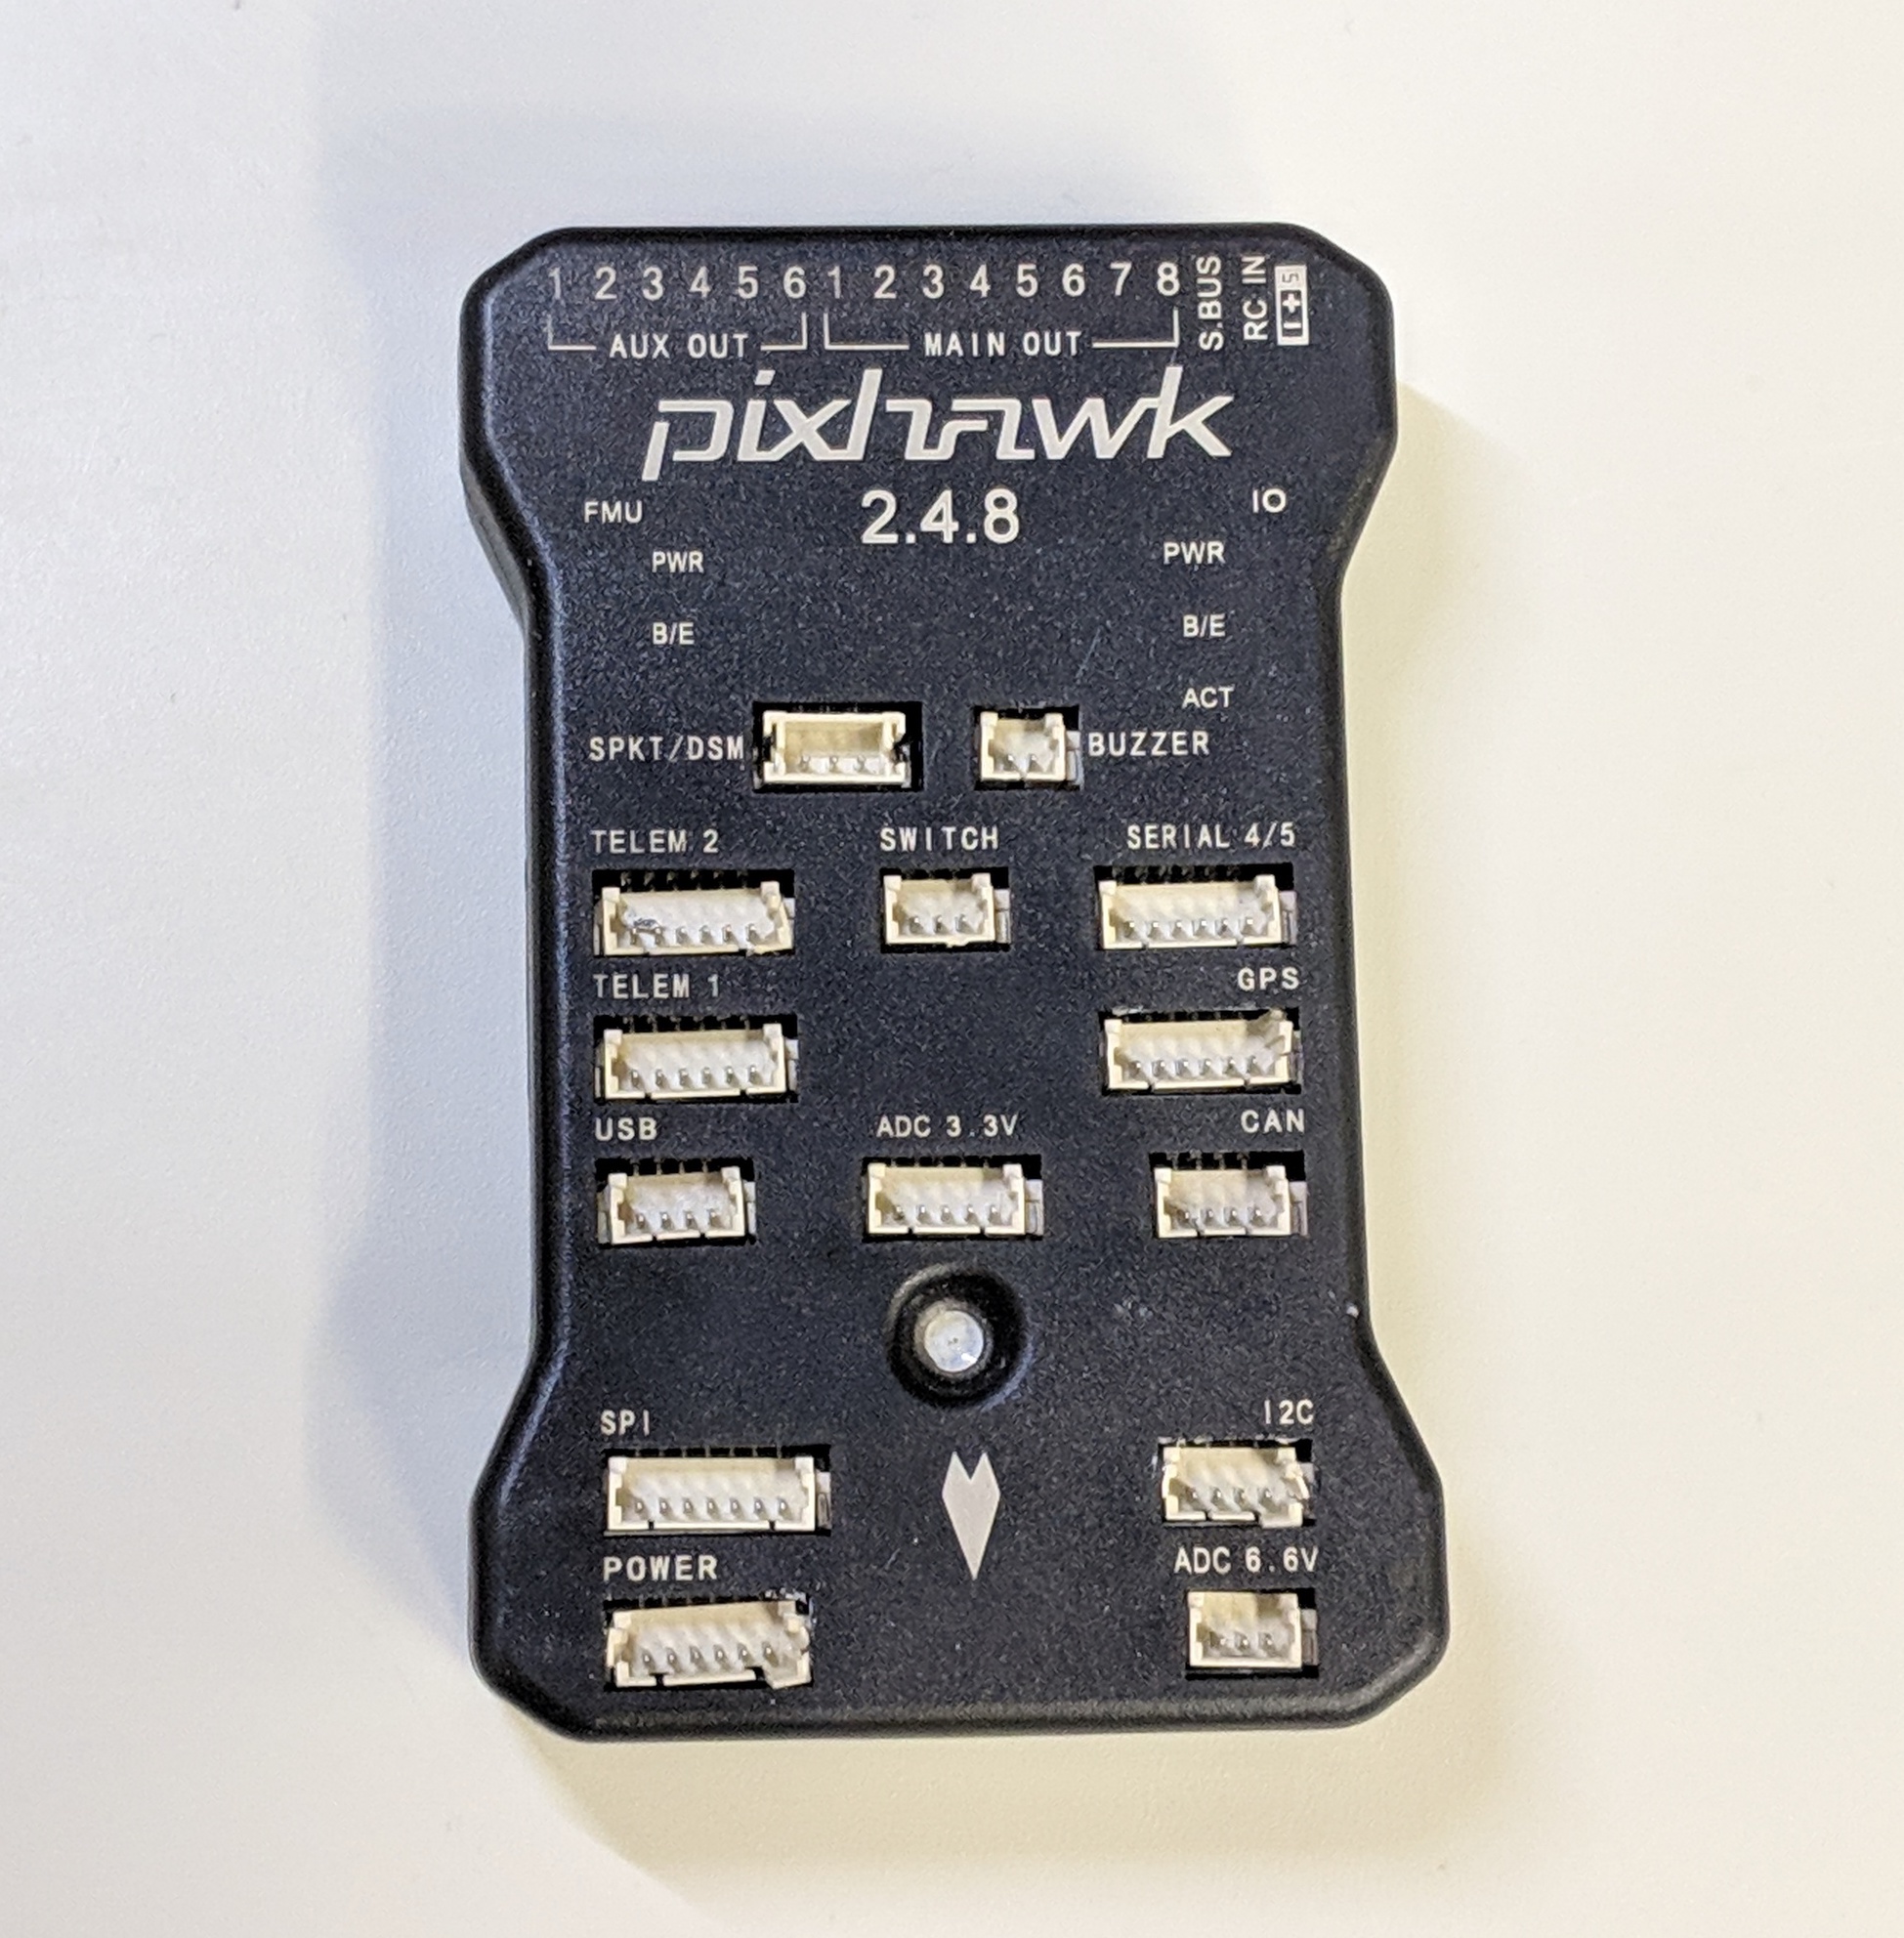 1 2 3 4 5 6 1 2 3 4 5 6 7 8 S.BUS RC IN
- + S
AUX OUT MAIN OUT
pixhawk
2.4.8
FMU IO
PWR PWR
B/E B/E
ACT
SPKT/DSM BUZZER
TELEM 2 SWITCH SERIAL 4/5
TELEM 1 GPS
USB ADC 3.3V CAN
SPI I2C
POWER ADC 6.6V